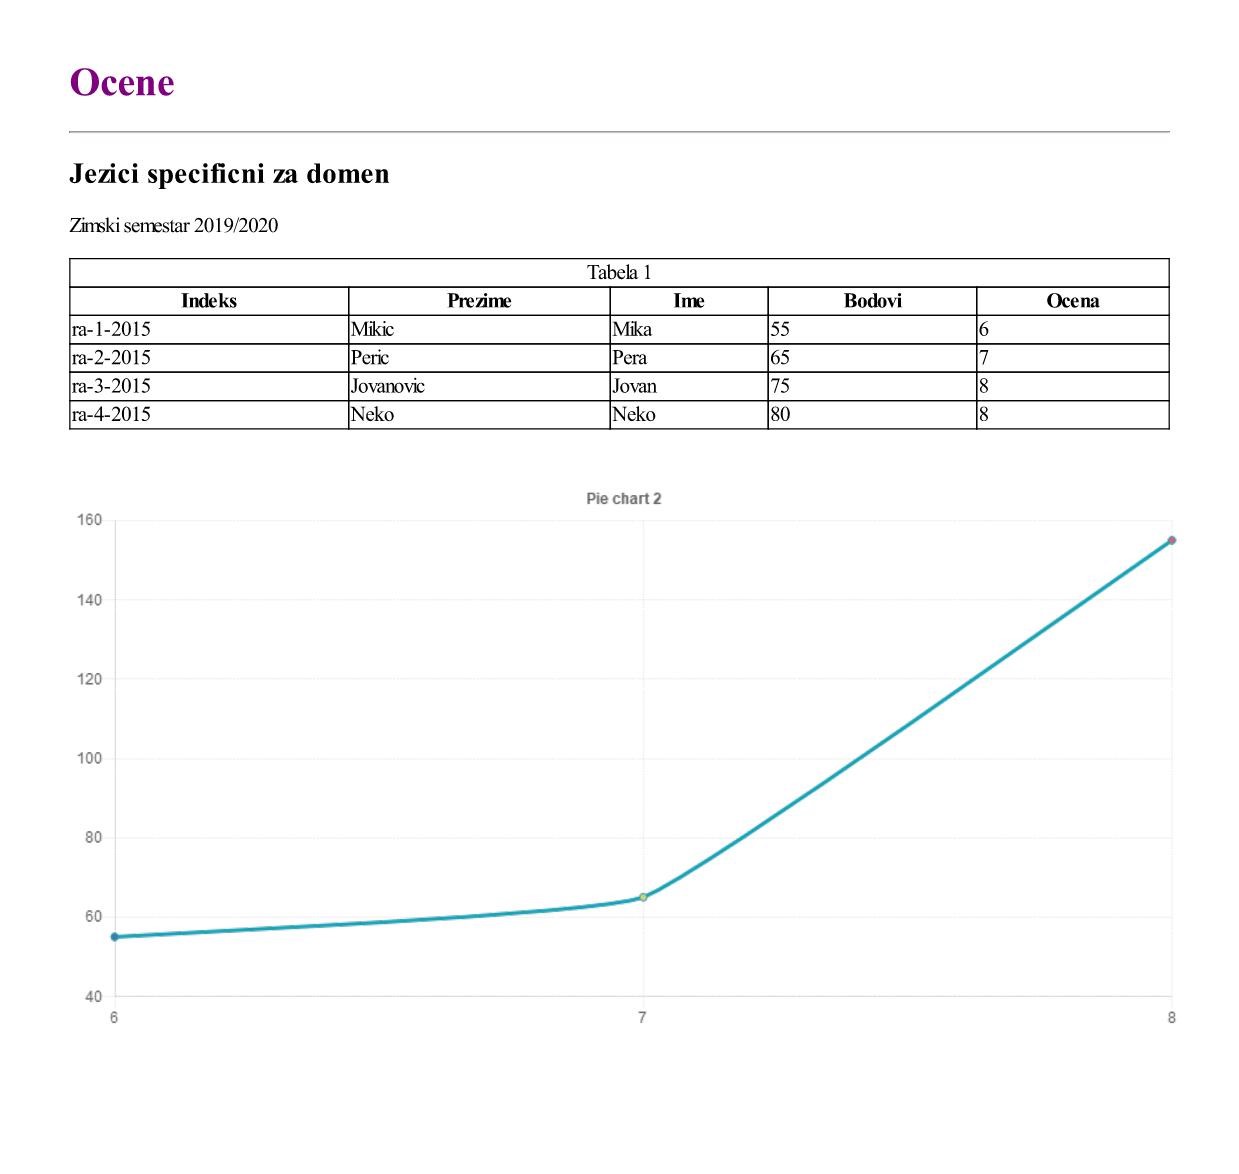 Ocene
Jezici specificni za domen
Zimski semestar 2019/2020
Tabela 1
Indeks Prezime Ime Bodovi Ocena
ra-1-2015 Mikic Mika 55 6
ra-2-2015 Peric Pera 65 7
ra-3-2015 Jovanovic Jovan 75 8
ra-4-2015 Neko Neko 80 8
Pie chart 2
160
140
120
100
80
60
40
6 7 8